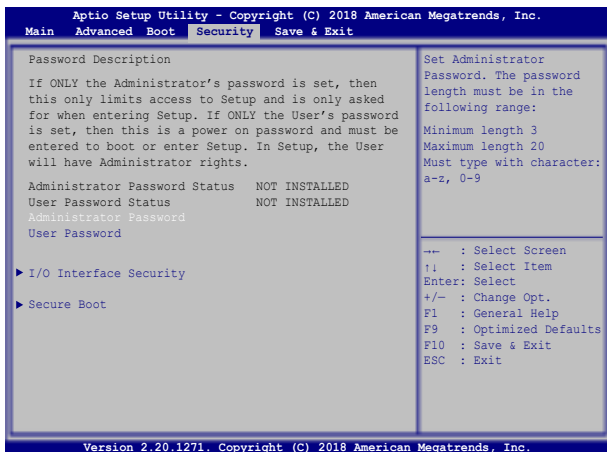 Aptio Setup Utility - Copyright (C) 2018 American Megatrends, Inc.
Main Advanced Boot Security Save & Exit
Password Description
If ONLY the Administrator's password is set, then
this only limits access to Setup and is only asked
for when entering Setup. If ONLY the User's password
is set, then this is a power on password and must be
entered to boot or enter Setup. In Setup, the User
will have Administrator rights.
Administrator Password Status NOT INSTALLED
User Password Status NOT INSTALLED
Administrator Password
User Password
▶ I/O Interface Security
▶ Secure Boot
Set Administrator
Password. The password
length must be in the
following range:
Minimum length 3
Maximum length 20
Must type with character:
a-z, 0-9
→← : Select Screen
↑↓ : Select Item
Enter: Select
+/— : Change Opt.
F1 : General Help
F9 : Optimized Defaults
F10 : Save & Exit
ESC : Exit
Version 2.20.1271. Copyright (C) 2018 American Megatrends, Inc.